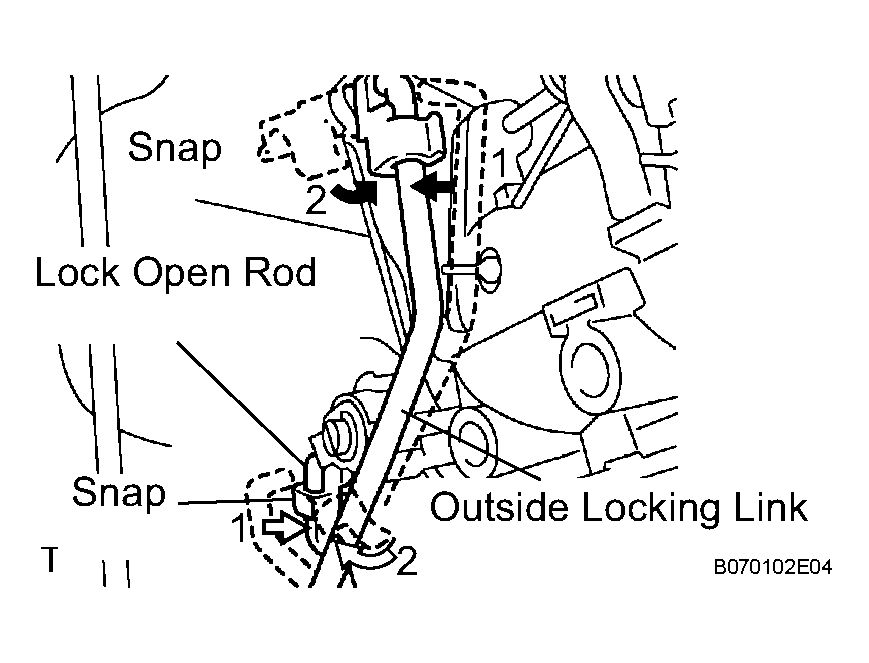 Snap
1
2
Lock Open Rod
Snap
Outside Locking Link
1
2
T
B070102E04